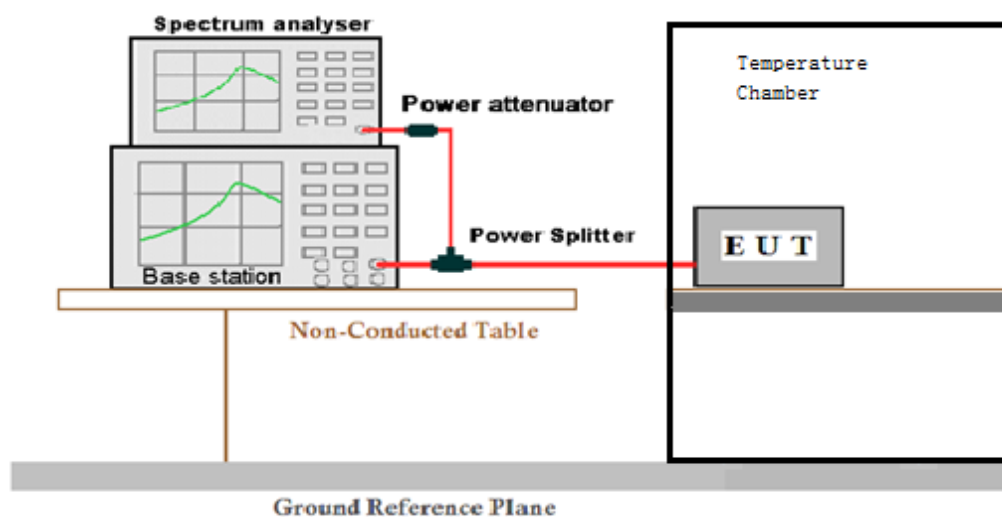 Spectrum analyser
Temperature
Chamber
Power attenuator
Power Splitter
E U T
Base station
Non-Conducted Table
Ground Reference Plane